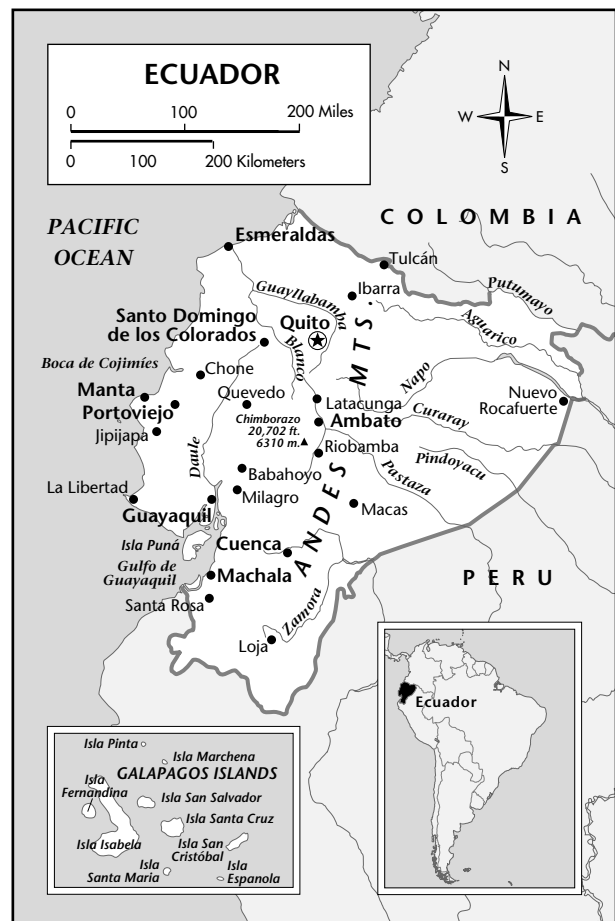 ECUADOR
0 100 200 Miles
0 100 200 Kilometers
N
W E
S
PACIFIC
OCEAN
COLOMBIA
Esmeraldas
Tulcán
Ibarra
Putumayo
Guayllabamba
Aguarico
Santo Domingo
de los Colorados
Quito
MTS.
Blanco
Boca de Cojimíes
Chone
Napo
Manta
Portoviejo
Quevedo
Latacunga
Nuevo
Rocafuerte
Curaray
Chimborazo
20,702 ft.
6310 m.
Ambato
Jipijapa
Riobamba
Pindoyacu
Daule
Babahoyo
Pastaza
La Libertad
Milagro
ANDES
Macas
Guayaquil
Isla Puná
Cuenca
Gulfo de
Guayaquil
Machala
PERU
Santa Rosa
Zamora
Loja
Ecuador
Isla Pinta
Isla Marchena
GALAPAGOS ISLANDS
Isla
Fernandina
Isla San Salvador
Isla Santa Cruz
Isla Isabela
Isla San
Cristóbal
Isla
Santa Maria
Isla
Espanola